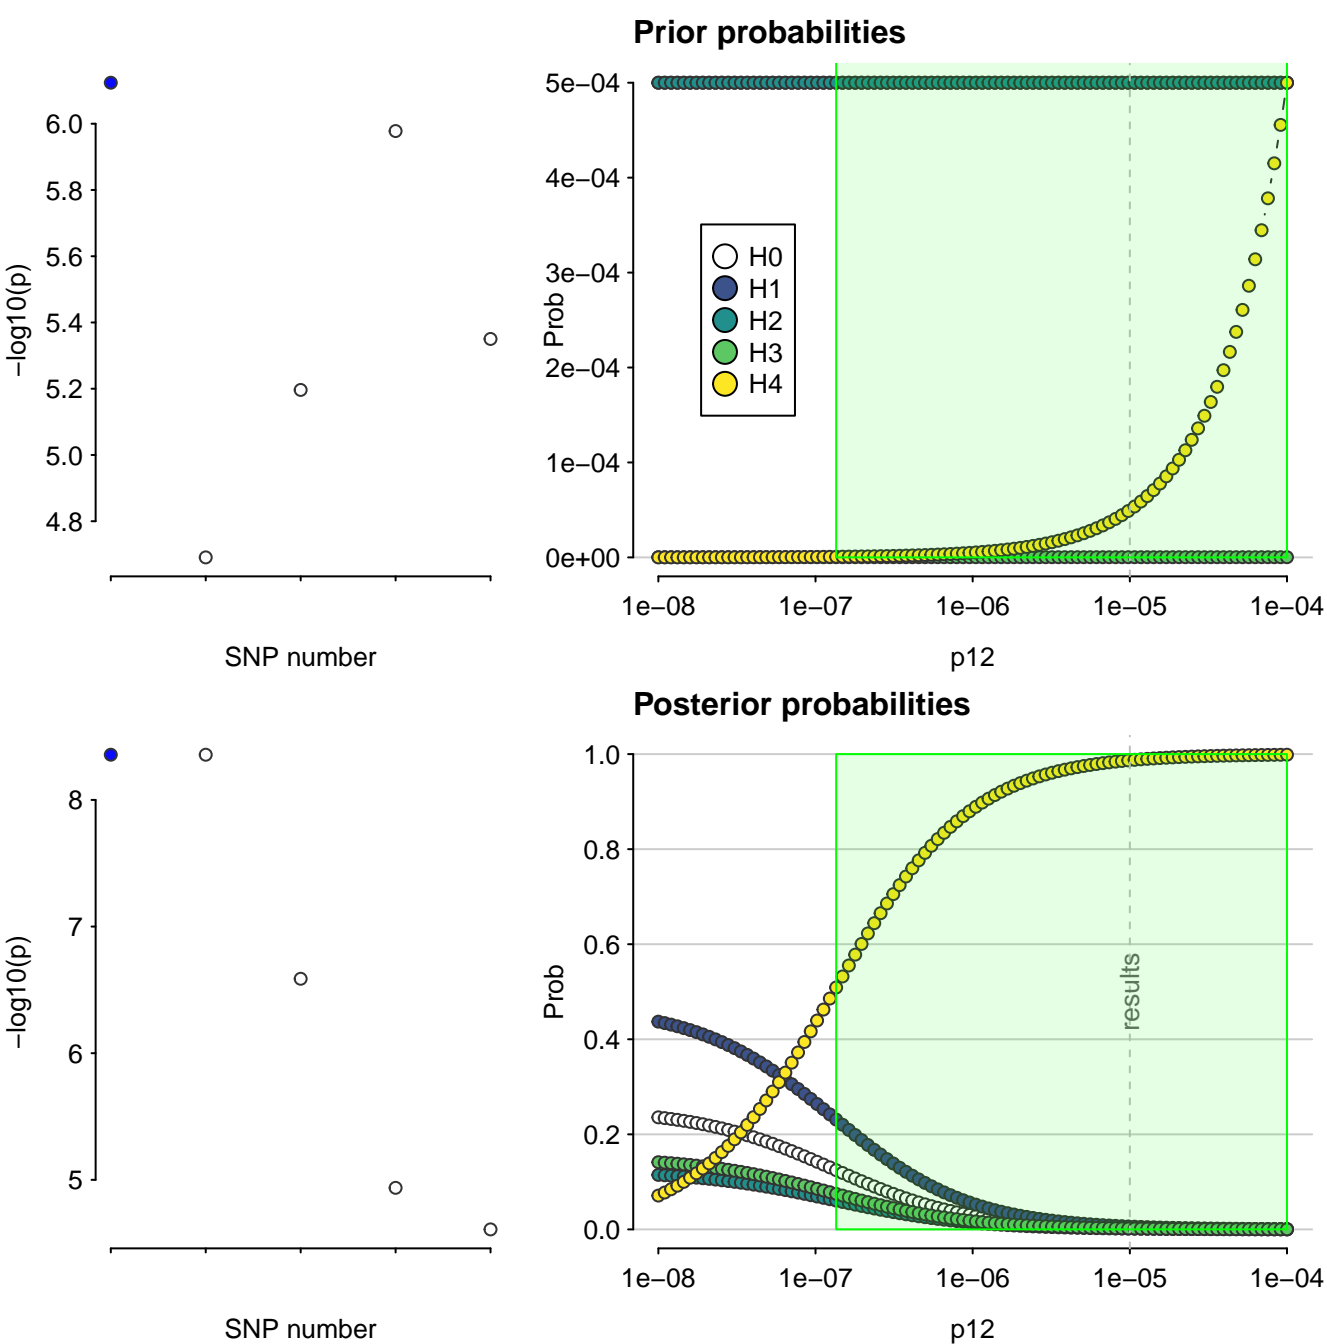 −log10(p)
6.0
5.8
5.6
5.4
5.2
5.0
4.8
SNP number
Prior probabilities
Prob
5e−04
4e−04
3e−04
2e−04
1e−04
0e+00
H0
H1
H2
H3
H4
1e−08 1e−07 1e−06 1e−05 1e−04
p12
−log10(p)
8
7
6
5
SNP number
Posterior probabilities
Prob
1.0
0.8
0.6
0.4
0.2
0.0
results
1e−08 1e−07 1e−06 1e−05 1e−04
p12